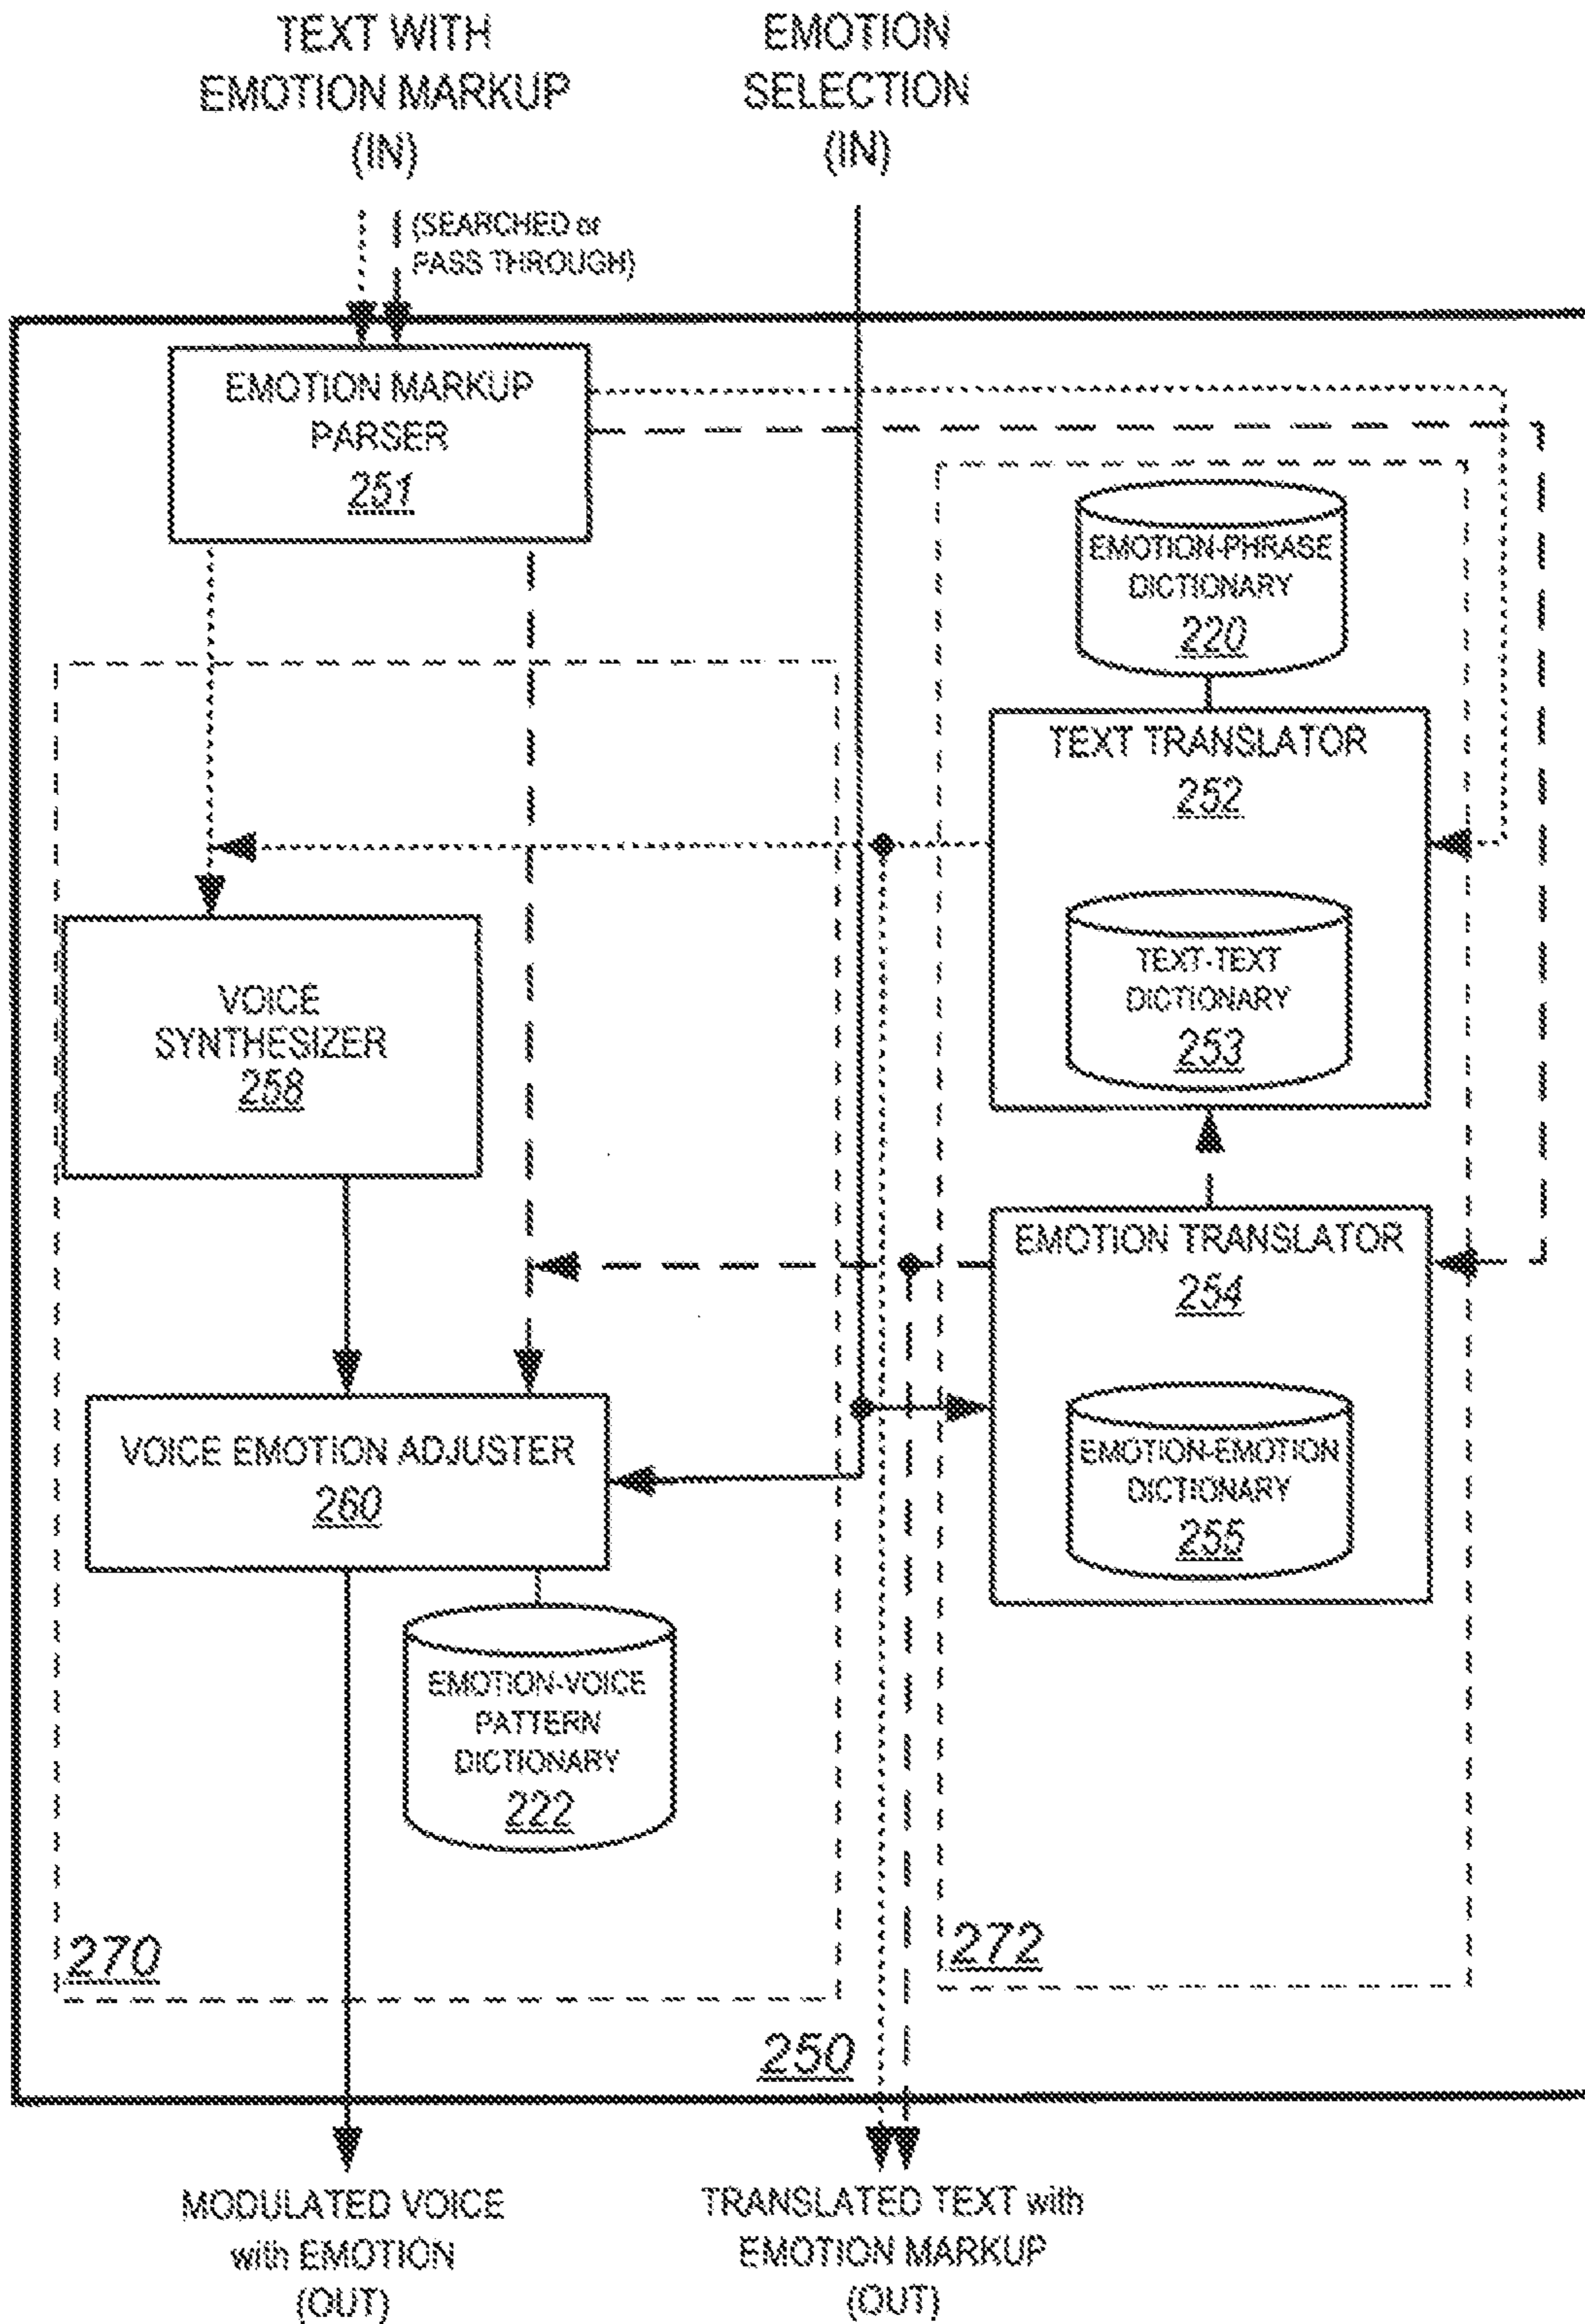 TEXT WITH
EMOTION MARKUP
(IN)
EMOTION
SELECTION
(IN)
(SEARCHED or
PASS THROUGH)
EMOTION MARKUP
PARSER
251
EMOTION-PHRASE
DICTIONARY
220
TEXT TRANSLATOR
252
TEXT-TEXT
DICTIONARY
253
VOICE
SYNTHESIZER
258
EMOTION TRANSLATOR
254
EMOTION-EMOTION
DICTIONARY
255
VOICE EMOTION ADJUSTER
260
EMOTION-VOICE
PATTERN
DICTIONARY
222
270
272
250
MODULATED VOICE
with EMOTION
(OUT)
TRANSLATED TEXT with
EMOTION MARKUP
(OUT)